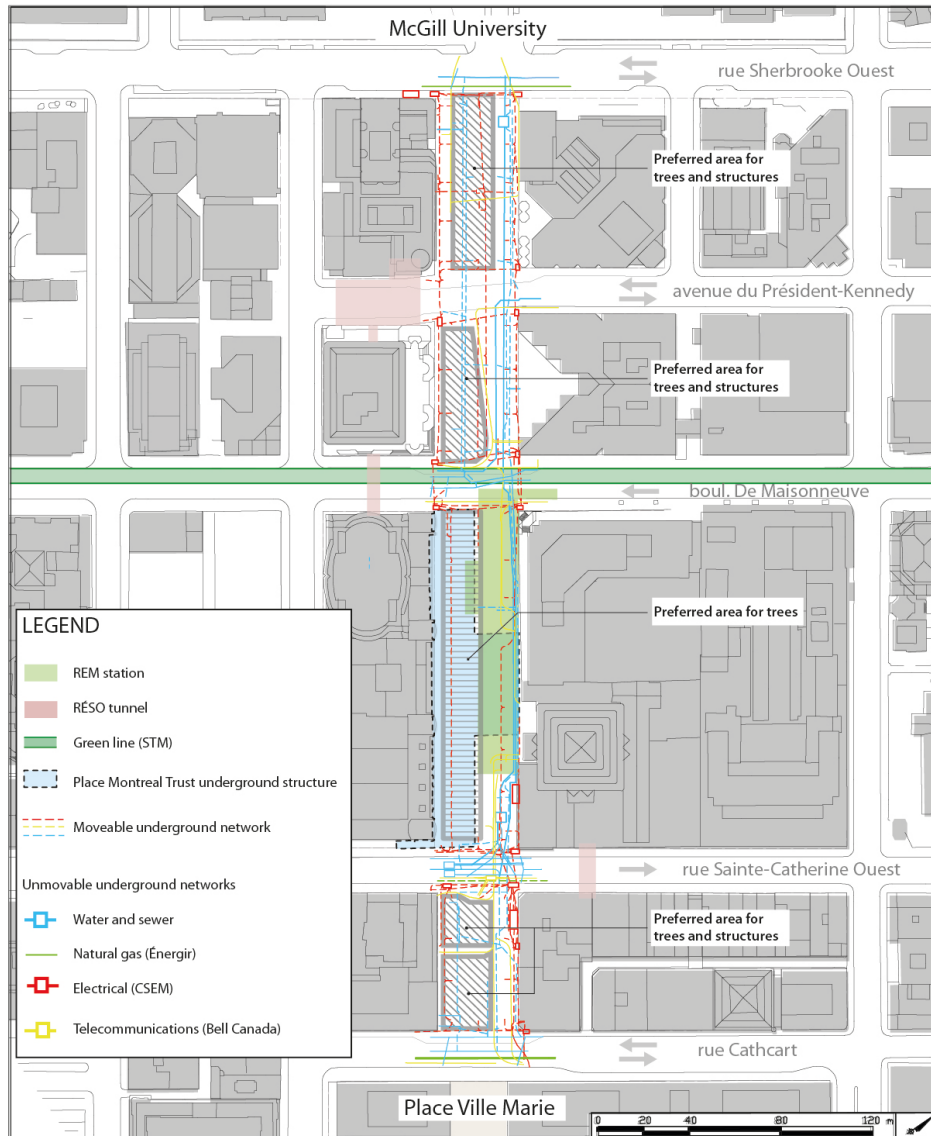 McGill University
rue Sherbrooke Ouest
Preferred area for
trees and structures
avenue du Président-Kennedy
Preferred area for
trees and structures
boul. De Maisonneuve
Preferred area for trees
LEGEND
REM station
RÉSO tunnel
Green line (STM)
Place Montreal Trust underground structure
Moveable underground network
Unmovable underground networks
Water and sewer
Natural gas (Énergir)
Electrical (CSEM)
Telecommunications (Bell Canada)
rue Sainte-Catherine Ouest
Preferred area for
trees and structures
rue Cathcart
Place Ville Marie
0 20 40 80 120 m